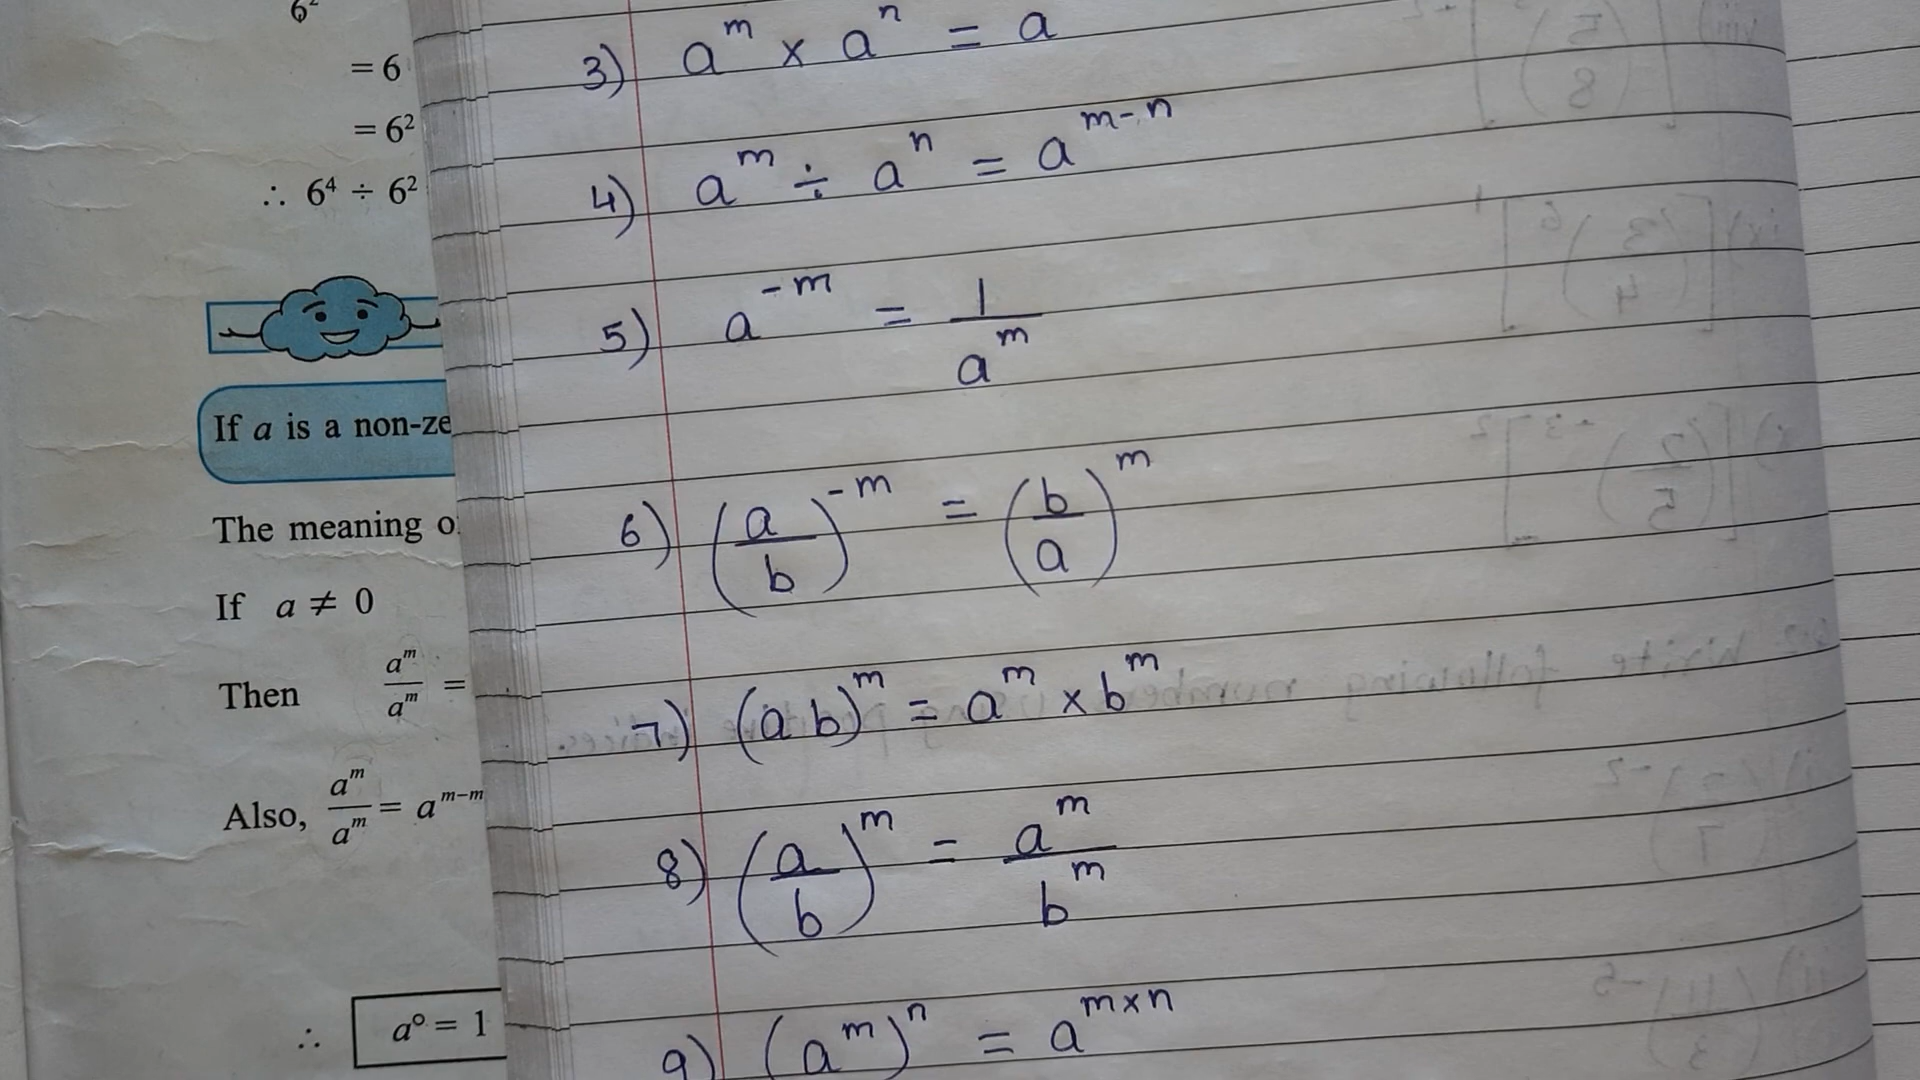 6²
= 6
= 6²
∴ 6⁴ ÷ 6²
If a is a non-ze
The meaning o
If a ≠ 0
Then aᵐ/aᵐ =
Also, aᵐ/aᵐ = aᵐ⁻ᵐ
∴ a⁰ = 1
3) aᵐ × aⁿ = a
4) aᵐ ÷ aⁿ = aᵐ⁻ⁿ
5) a⁻ᵐ = 1/aᵐ
6) (a/b)⁻ᵐ = (b/a)ᵐ
7) (ab)ᵐ = aᵐ × bᵐ
8) (a/b)ᵐ = aᵐ/bᵐ
9) (aᵐ)ⁿ = aᵐˣⁿ